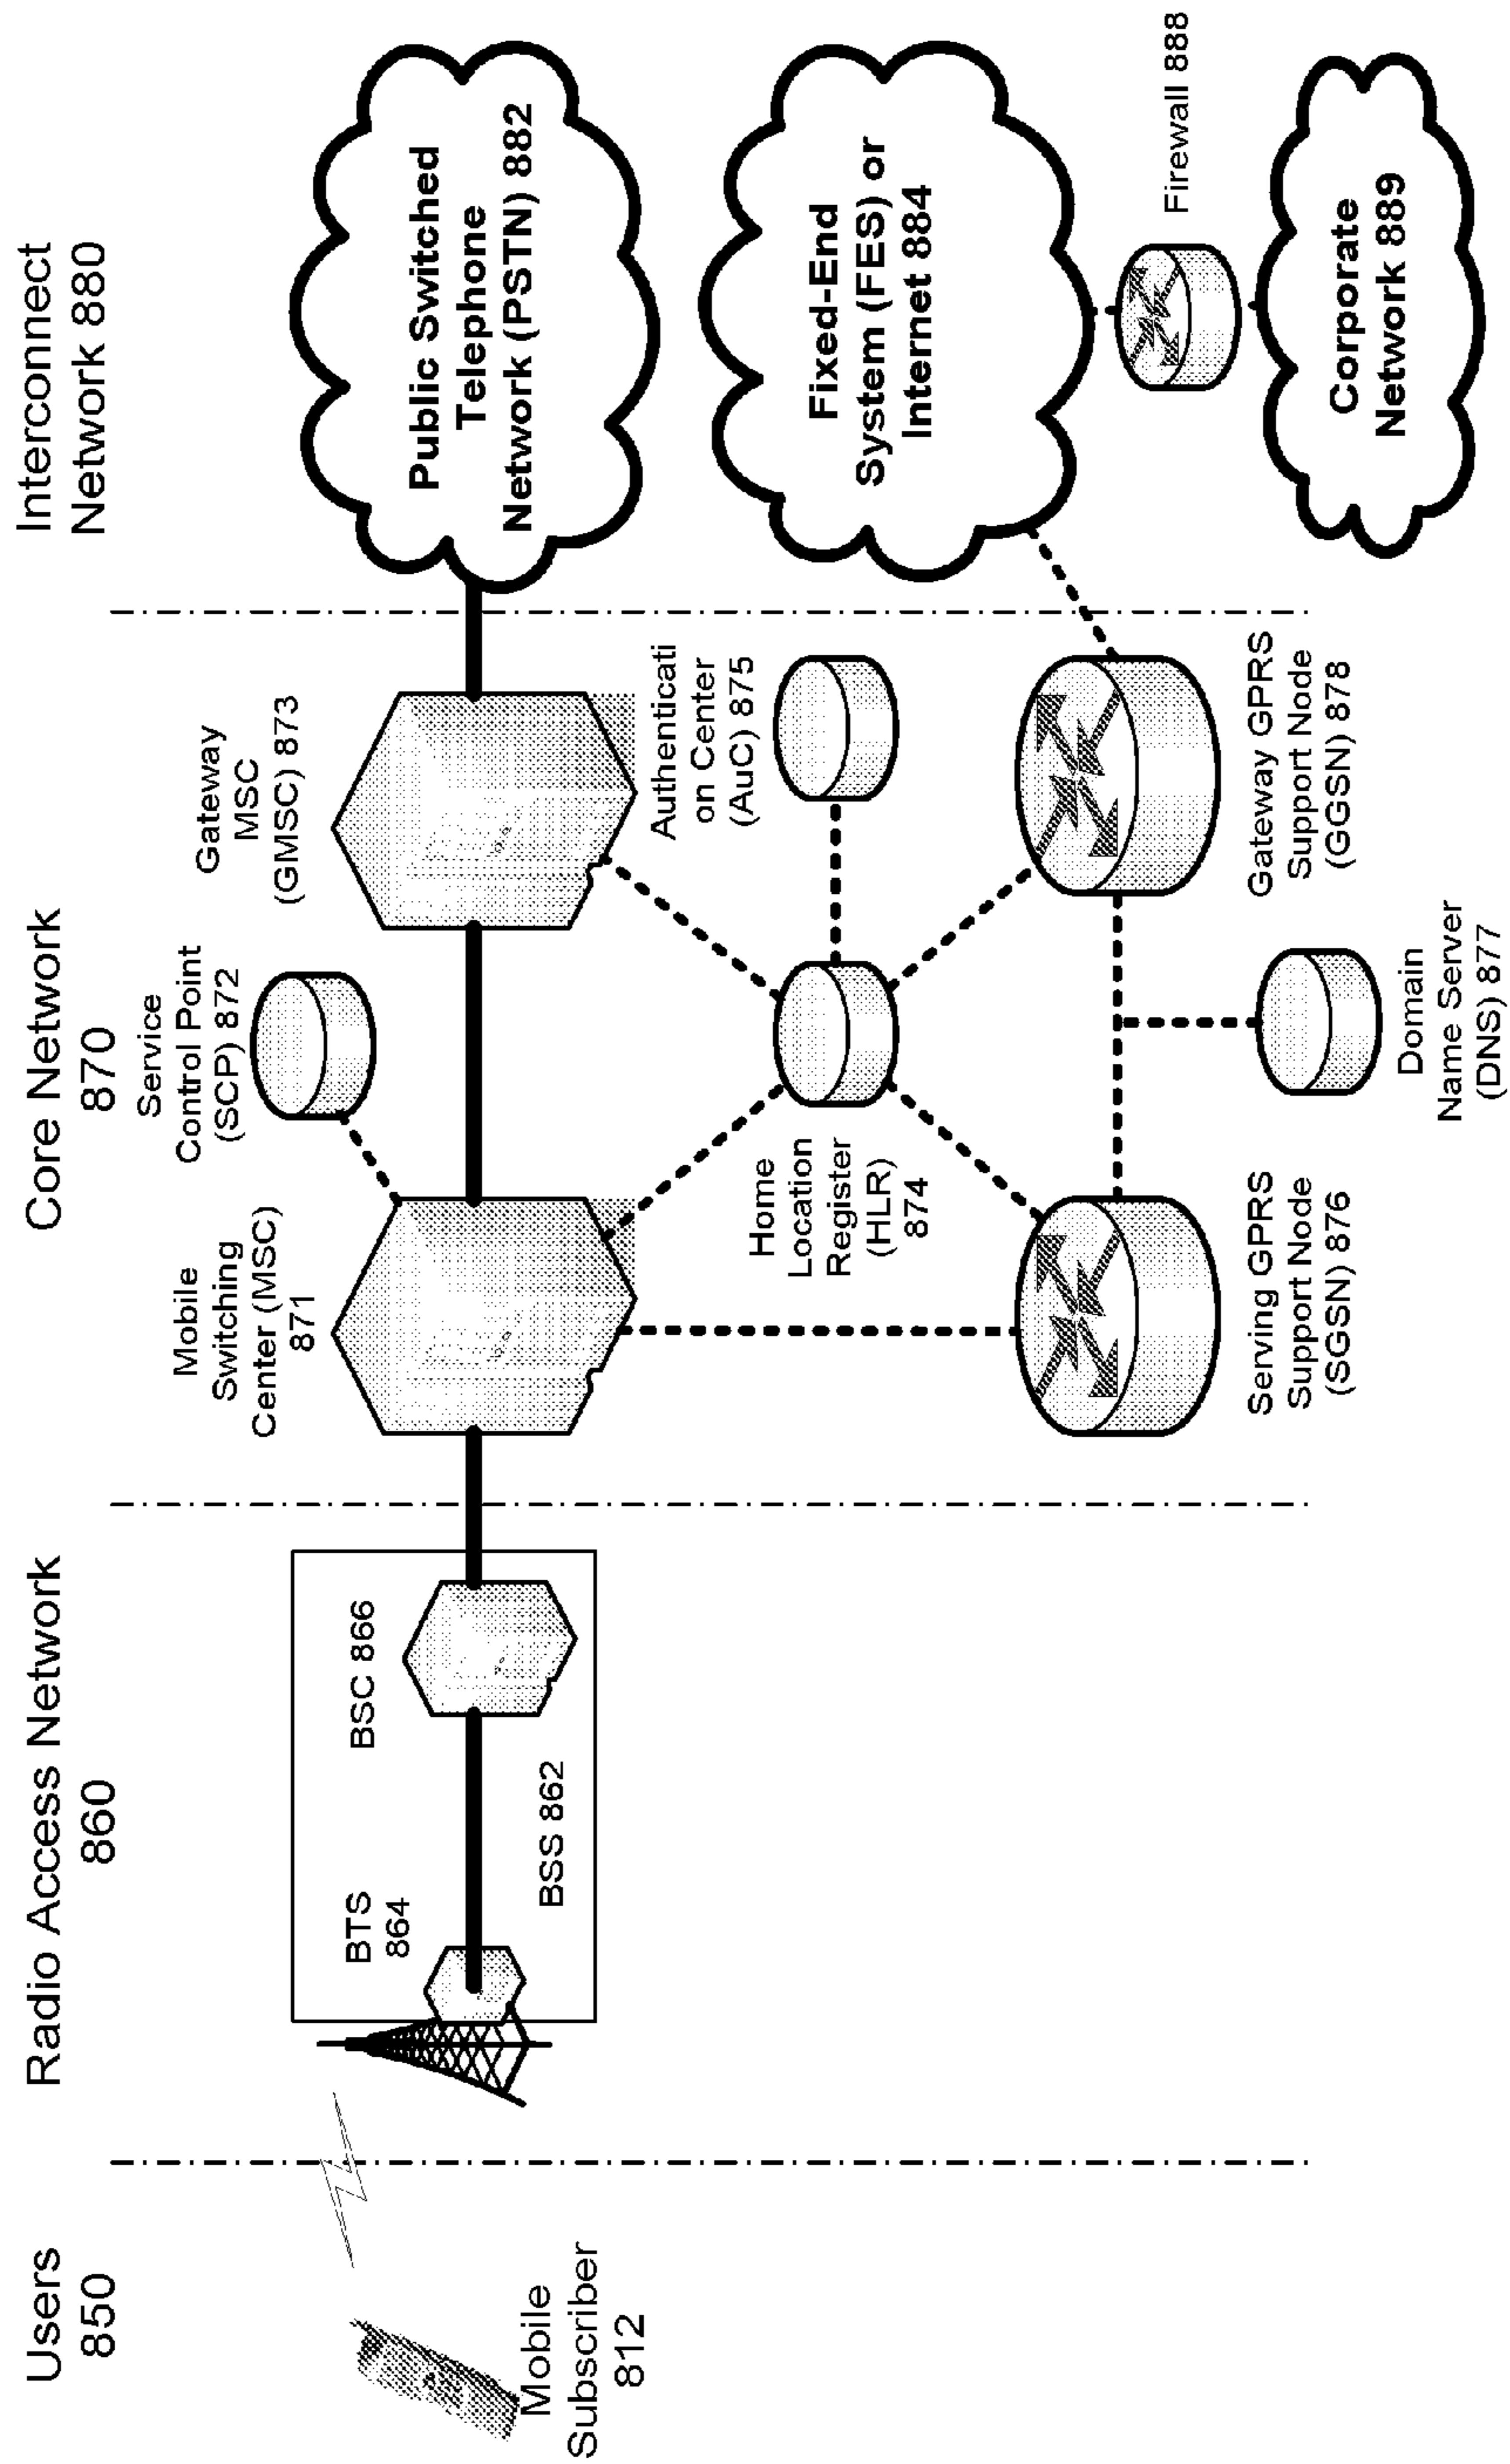 Users
850
Radio Access Network
860
Core Network
870
Interconnect
Network 880
Mobile
Subscriber
812
BTS
864
BSC 866
BSS 862
Mobile
Switching
Center (MSC)
871
Service
Control Point
(SCP) 872
Gateway
MSC
(GMSC) 873
Public Switched
Telephone
Network (PSTN) 882
Home
Location
Register
(HLR)
874
Authenticati
on Center
(AuC) 875
Fixed-End
System (FES) or
Internet 884
Serving GPRS
Support Node
(SGSN) 876
Gateway GPRS
Support Node
(GGSN) 878
Firewall 888
Domain
Name Server
(DNS) 877
Corporate
Network 889